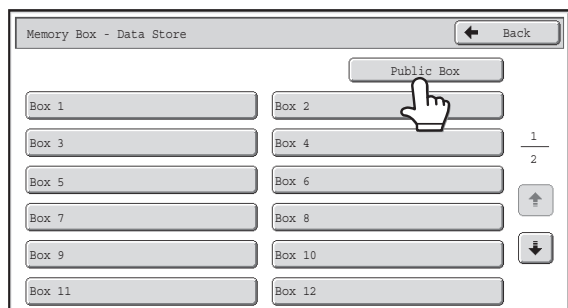 Memory Box - Data Store
Back
Public Box
Box 1
Box 2
Box 3
Box 4
1
2
Box 5
Box 6
Box 7
Box 8
Box 9
Box 10
Box 11
Box 12